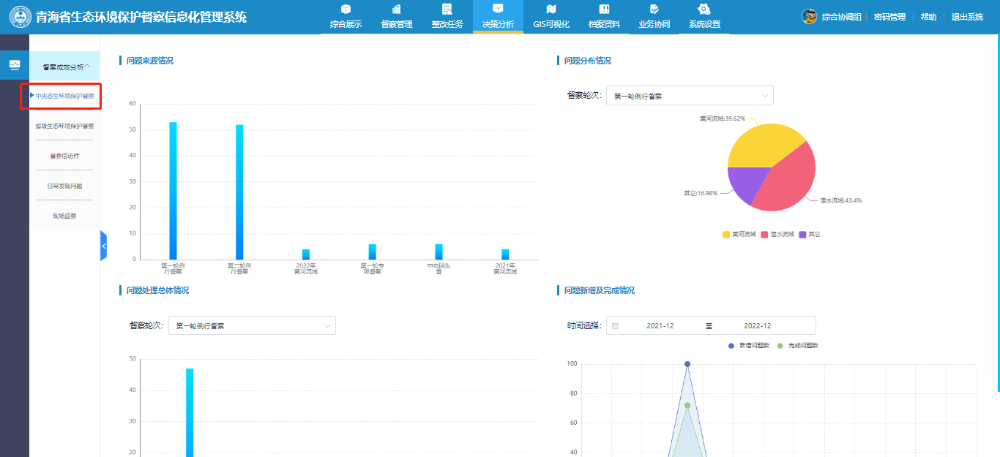 青海省生态环境保护督察信息化管理系统
综合展示
督察管理
整改任务
决策分析
GIS可视化
档案资料
业务协同
系统设置
综合协调组
密码管理
帮助
退出系统
督察成效分析
中央态生环境保护督察
省级生态环境保护督察
督察信访件
日常发现问题
现场监察
问题来源情况
60
50
40
30
20
10
0
第一轮例
行督察
第二轮例
行督察
2022年
黄河流域
第一轮专
项督察
中央回头
看
2021年
黄河流域
问题分布情况
督察轮次: 第一轮例行督察
黄河流域:39.62%
其它:16.98%
湟水流域:43.4%
黄河流域 湟水流域 其它
问题处理总体情况
督察轮次: 第一轮例行督察
50
40
30
20
问题新增及完成情况
时间选择: 2021-12 至 2022-12
新增问题数 完成问题数
100
80
60
40